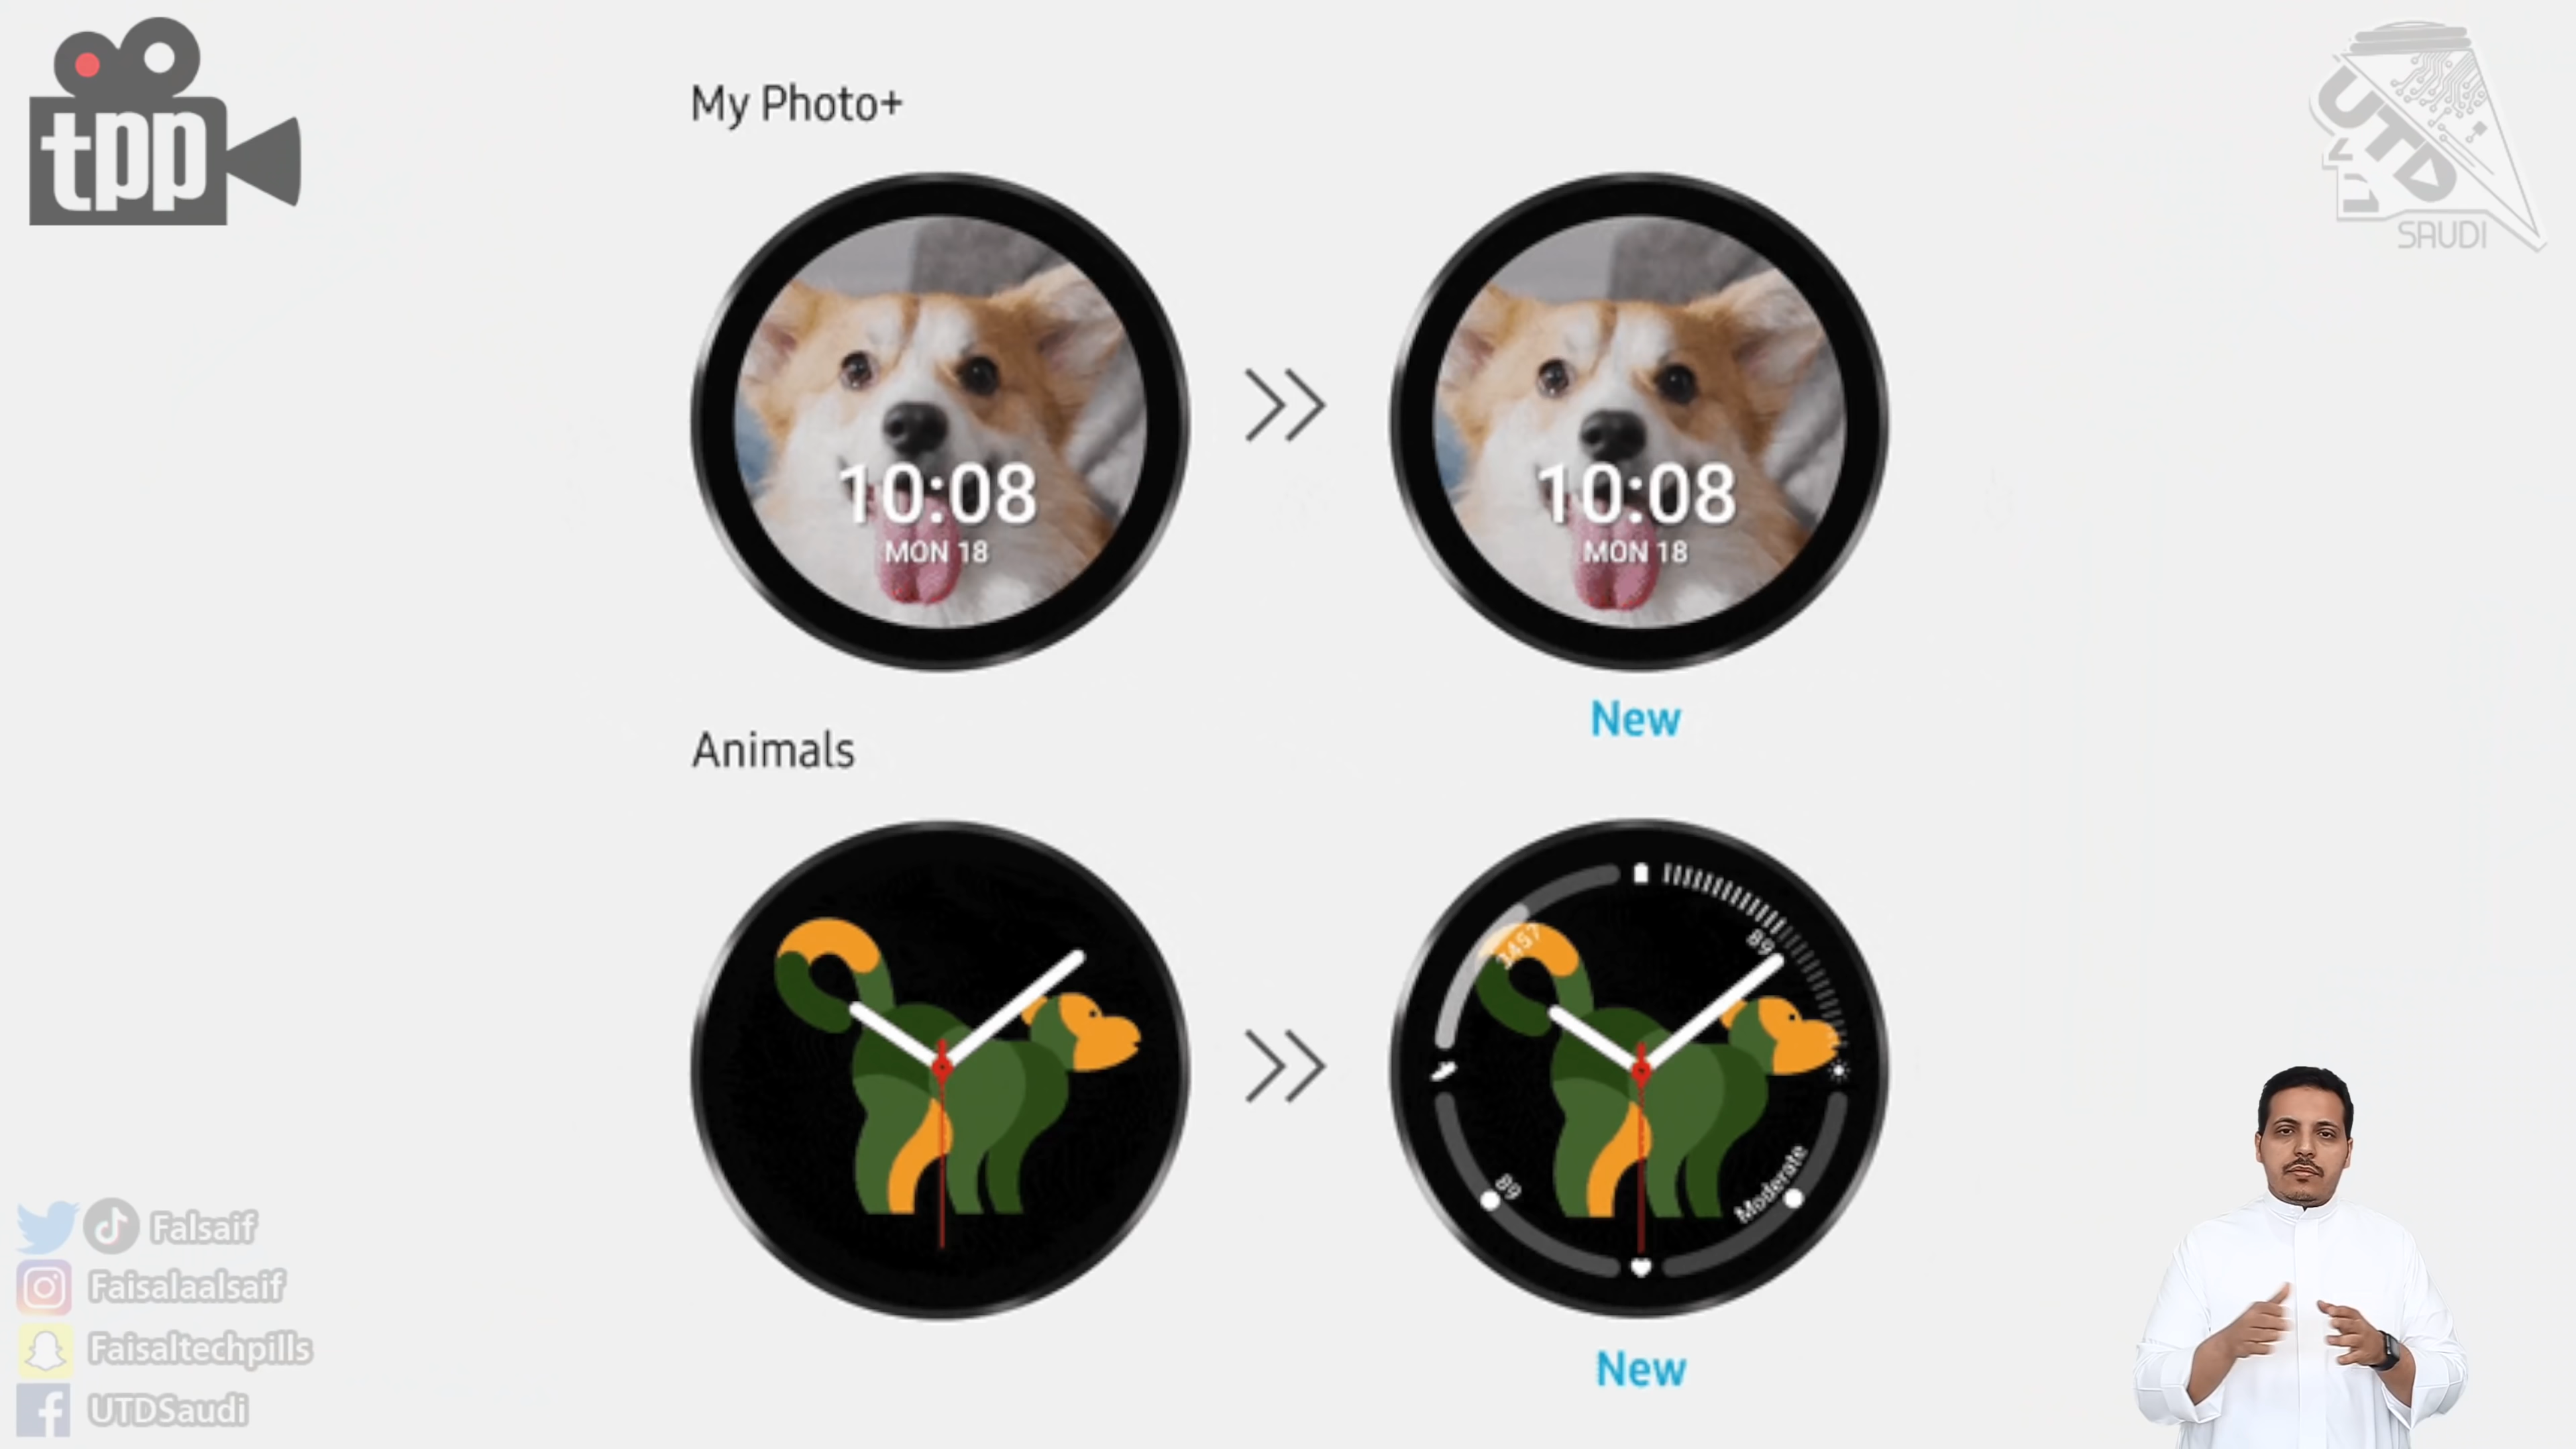 tpp
UTD
SAUDI
My Photo+
10:08
MON 18
10:08
MON 18
New
Animals
3457
89
89
Moderate
New
Falsaif
Faisalaalsaif
Faisaltechpills
UTDSaudi